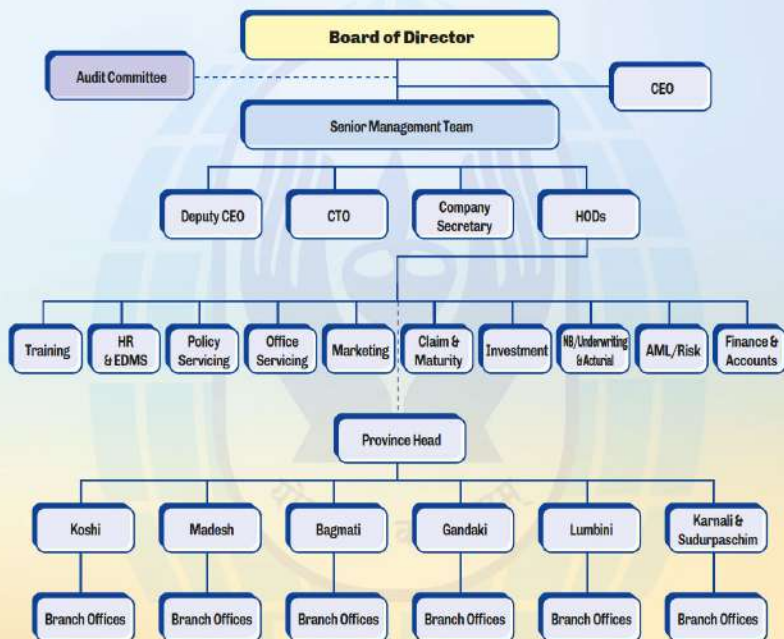 Board of Director
Audit Committee
CEO
Senior Management Team
Deputy CEO
CTO
Company
Secretary
HODs
Training
HR
& EDMS
Policy
Servicing
Office
Servicing
Marketing
Claim &
Maturity
Investment
NB/Underwriting
& Acturial
AML/Risk
Finance &
Accounts
Province Head
Koshi
Madesh
Bagmati
Gandaki
Lumbini
Karnali &
Sudurpaschim
Branch Offices
Branch Offices
Branch Offices
Branch Offices
Branch Offices
Branch Offices